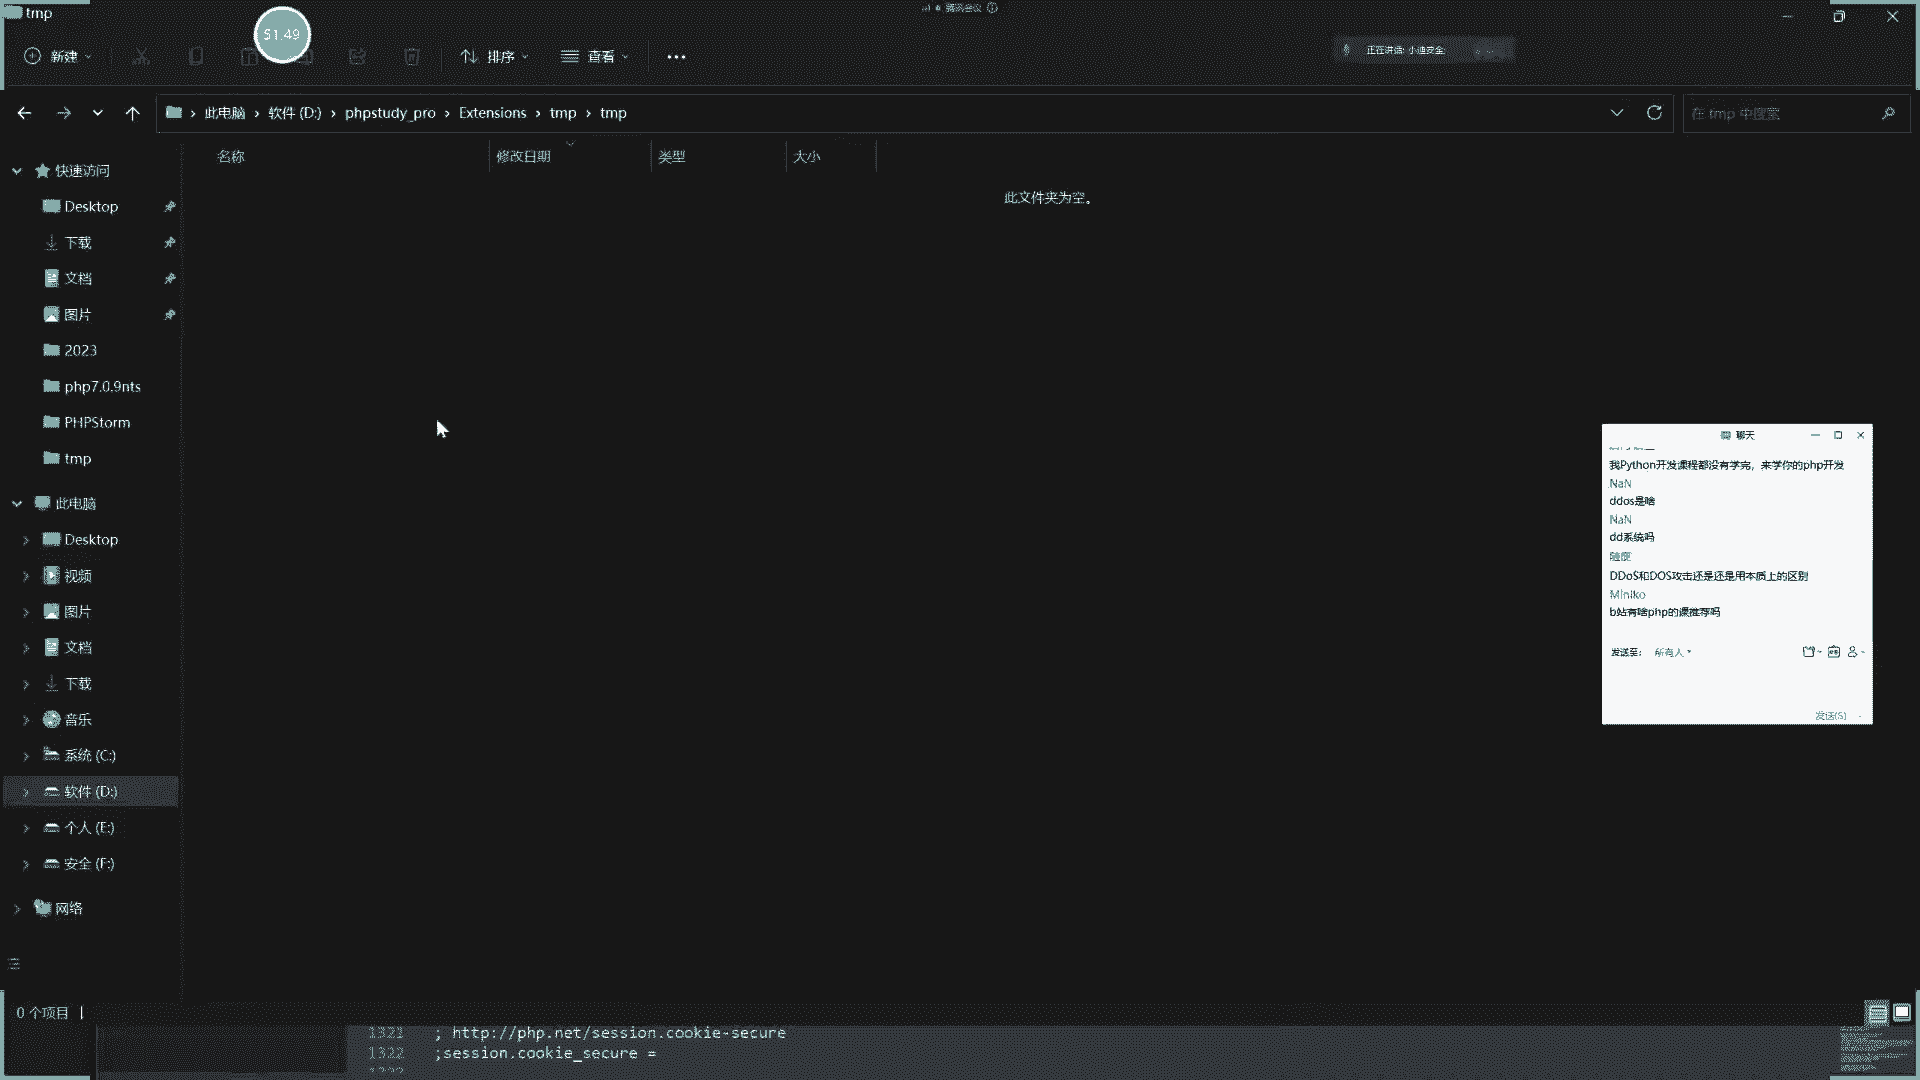 tmp
51:49
腾讯会议
新建
排序
查看
正在讲话: 小迪安全;
此电脑 > 软件 (D:) > phpstudy_pro > Extensions > tmp > tmp
在 tmp 中搜索
名称
修改日期
类型
大小
此文件夹为空。
快速访问
Desktop
下载
文档
图片
2023
php7.0.9nts
PHPStorm
tmp
此电脑
Desktop
视频
图片
文档
下载
音乐
系统 (C:)
软件 (D:)
个人 (E:)
安全 (F:)
网络
聊天
我Python开发课程都没有学完，来学你的php开发
NaN
ddos是啥
NaN
dd系统吗
DDoS和DOS攻击还是还是用本质上的区别
Miniko
b站有啥php的课推荐吗
发送至: 所有人
发送(S)
0 个项目
1321 ; http://php.net/session.cookie-secure
1322 ;session.cookie_secure =